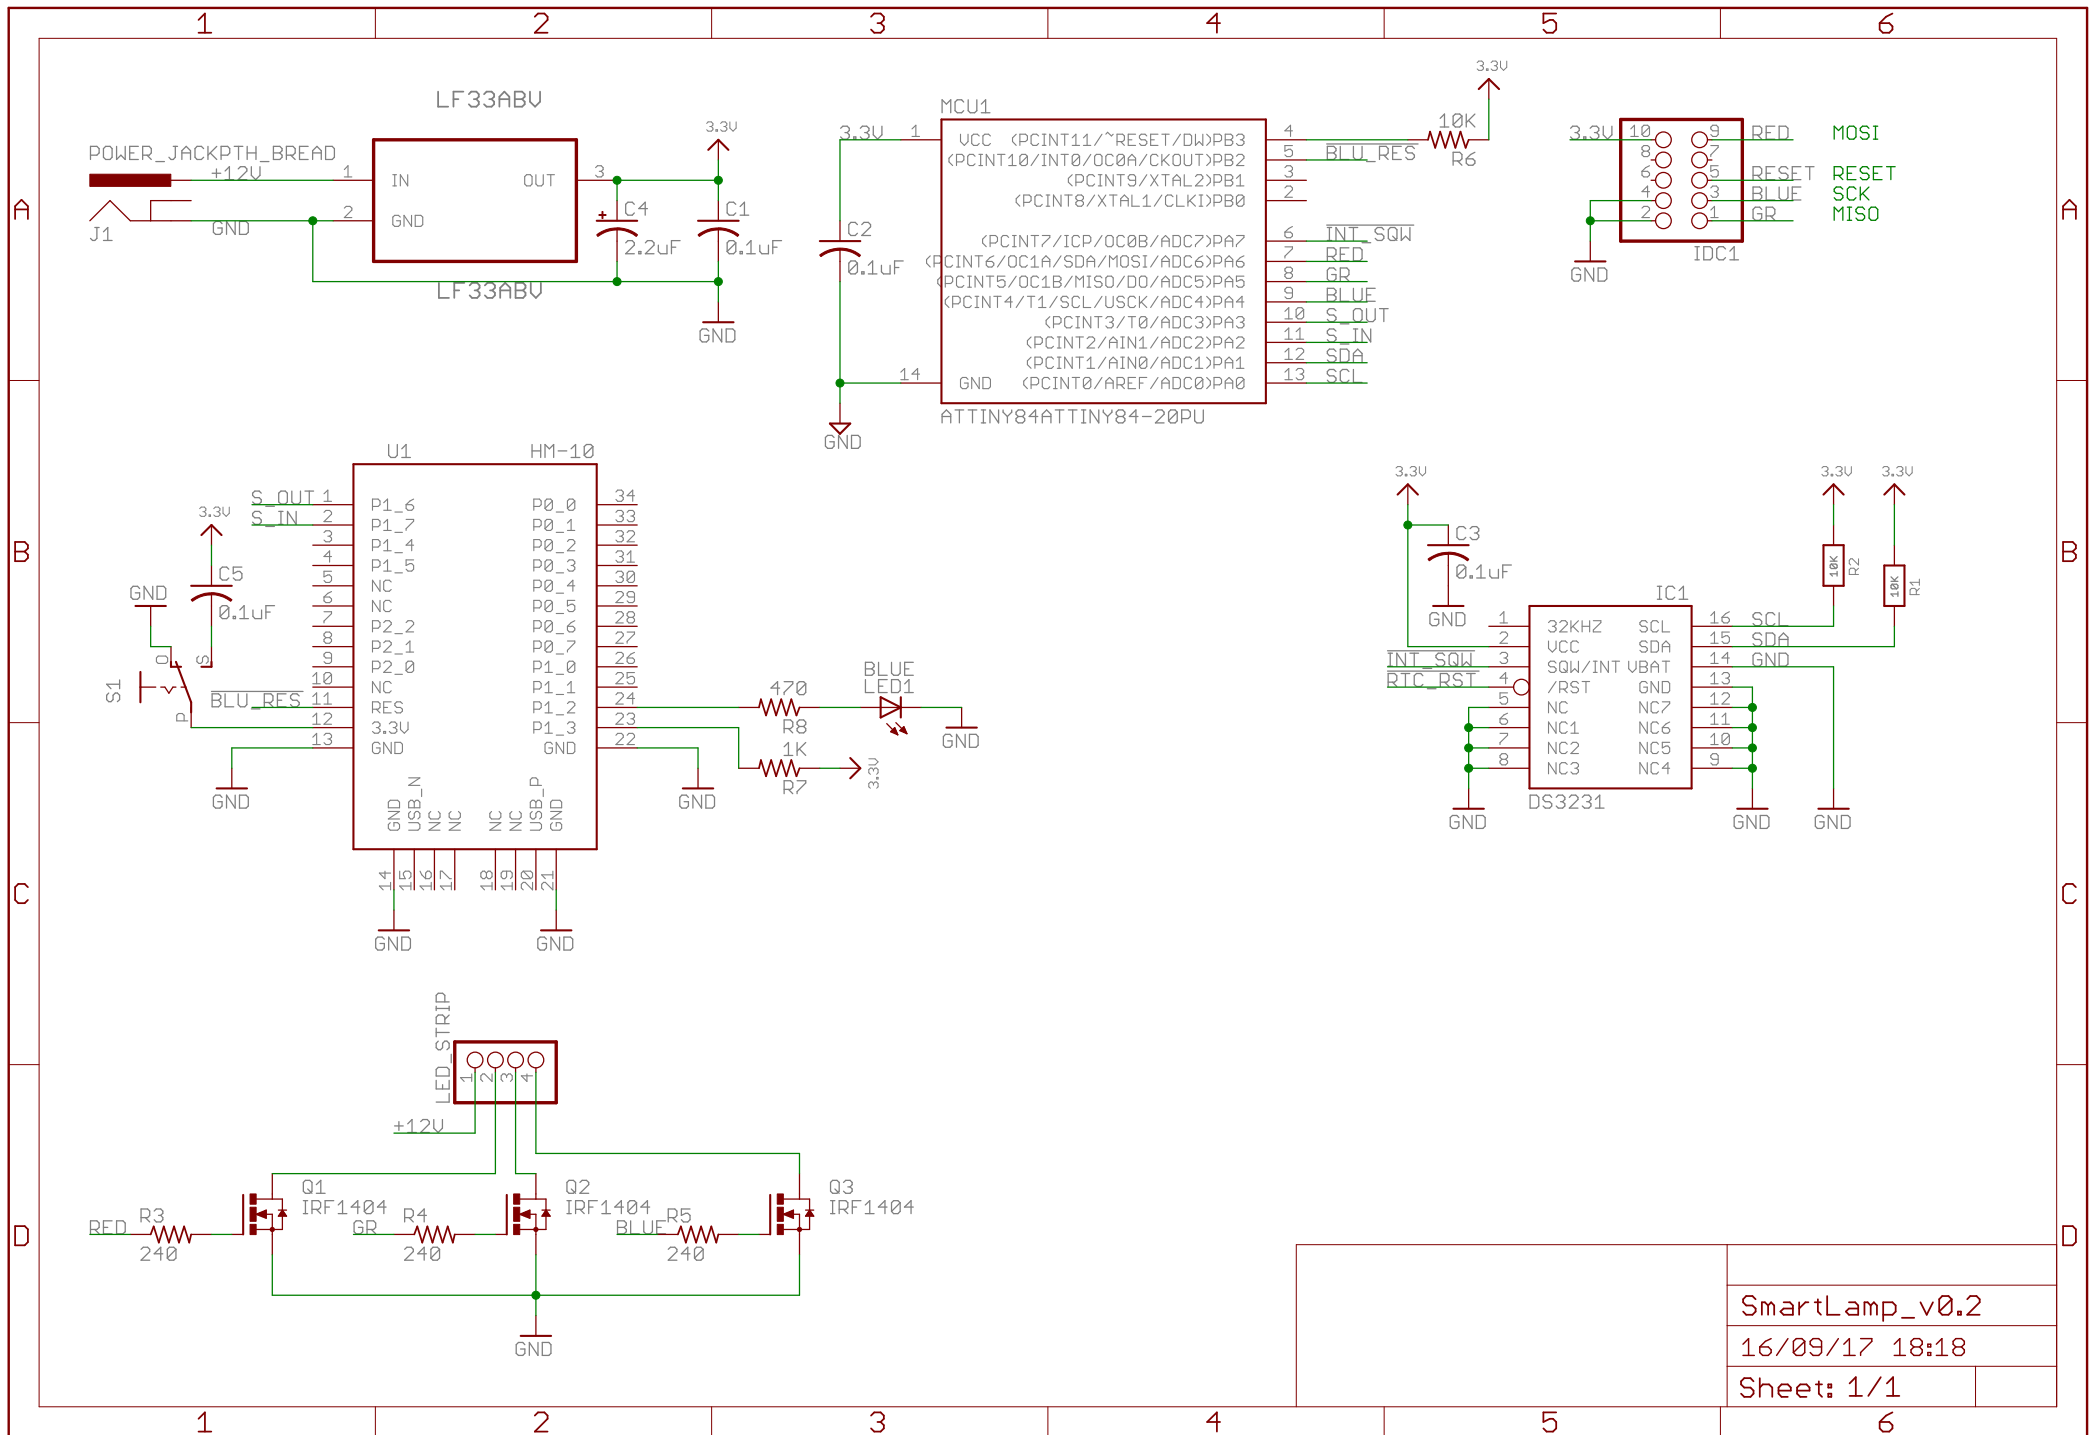 1 2 3 4 5 6
A
B
C
D
A
B
C
D
1 2 3 4 5 6
LF33ABV
POWER_JACKPTH_BREAD
+12V
GND
J1
1
2
IN
GND
OUT
3
3.3V
C4
2.2uF
C1
0.1uF
LF33ABV
GND
MCU1
3.3V
1
VCC
C2
0.1uF
14
GND
GND
(PCINT11/~RESET/DW)PB3 4
(PCINT10/INT0/OC0A/CKOUT)PB2 5 BLU_RES
(PCINT9/XTAL2)PB1 3
(PCINT8/XTAL1/CLKI)PB0 2
(PCINT7/ICP/OC0B/ADC7)PA7 6 INT_SQW
(PCINT6/OC1A/SDA/MOSI/ADC6)PA6 7 RED
(PCINT5/OC1B/MISO/DO/ADC5)PA5 8 GR
(PCINT4/T1/SCL/USCK/ADC4)PA4 9 BLUE
(PCINT3/T0/ADC3)PA3 10 S_OUT
(PCINT2/AIN1/ADC2)PA2 11 S_IN
(PCINT1/AIN0/ADC1)PA1 12 SDA
(PCINT0/AREF/ADC0)PA0 13 SCL
ATTINY84ATTINY84-20PU
3.3V
10K
R6
3.3V 10 9 RED MOSI
8 7
6 5 RESET RESET
4 3 BLUE SCK
2 1 GR MISO
GND
IDC1
U1
HM-10
S_OUT 1 P1_6 P0_0 34
S_IN 2 P1_7 P0_1 33
3 P1_4 P0_2 32
4 P1_5 P0_3 31
5 NC P0_4 30
6 NC P0_5 29
7 P2_2 P0_6 28
8 P2_1 P0_7 27
9 P2_0 P1_0 26
10 NC P1_1 25
BLU_RES 11 RES P1_2 24
12 3.3V P1_3 23
13 GND GND 22
3.3V
C5
0.1uF
GND
O
S
P
S1
GND
GND USB_N NC NC NC NC USB_P GND
14 15 16 17 18 19 20 21
GND
GND
470
R8
BLUE
LED1
GND
1K
R7
3.3V
GND
3.3V
C3
0.1uF
GND
3.3V
3.3V
10K
R2
10K
R1
IC1
1 32KHZ SCL 16 SCL
2 VCC SDA 15 SDA
INT_SQW 3 SQW/INT VBAT 14 GND
RTC_RST 4 /RST GND 13
5 NC NC7 12
6 NC1 NC6 11
7 NC2 NC5 10
8 NC3 NC4 9
DS3231
GND
GND
GND
LED_STRIP
1 2 3 4
+12V
RED
R3
240
Q1
IRF1404
GR
R4
240
Q2
IRF1404
BLUE
R5
240
Q3
IRF1404
GND
SmartLamp_v0.2
16/09/17 18:18
Sheet: 1/1